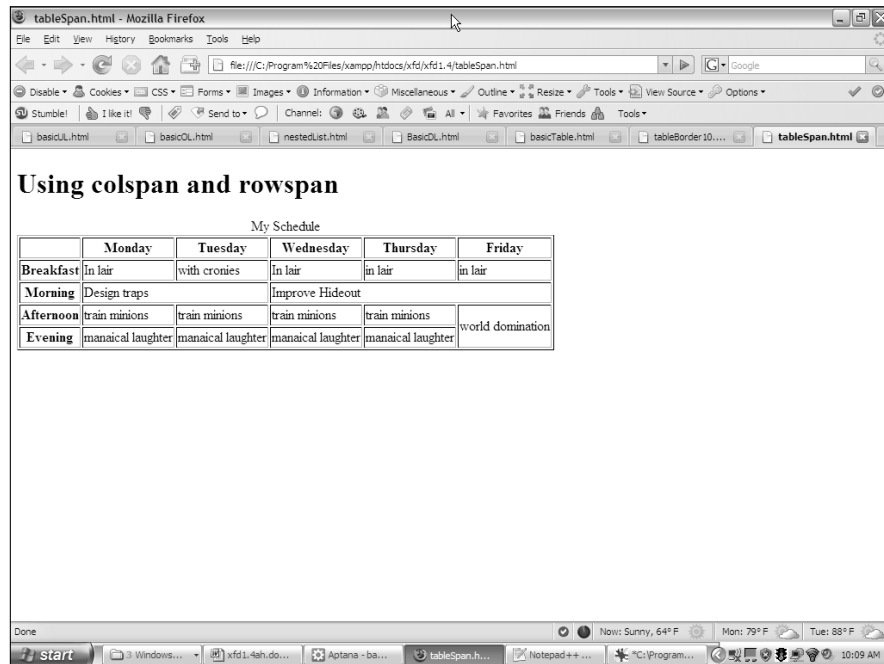 tableSpan.html - Mozilla Firefox
File Edit View History Bookmarks Tools Help
file:///C:/Program%20Files/xampp/htdocs/xfd/xfd1.4/tableSpan.html G Google
Disable CSS Cookies Forms Images Information Miscellaneous Outline Resize Tools View Source Options
Stumble! I like it! Send to Channel: All Favorites Friends Tools
basicUL.html basicOL.html nestedList.html BasicDL.html basicTable.html tableBorder10.... tableSpan.html
Using colspan and rowspan
My Schedule
Monday Tuesday Wednesday Thursday Friday
Breakfast In lair with cronies In lair in lair in lair
Morning Design traps Improve Hideout
Afternoon train minions train minions train minions train minions world domination
Evening manaical laughter manaical laughter manaical laughter manaical laughter
Done Now: Sunny, 64° F Mon: 79° F Tue: 88° F
start 3 Windows... xfd1.4ah.do... Aptana - ba... tableSpan.h... Notepad++ ... *C:\Program... 10:09 AM